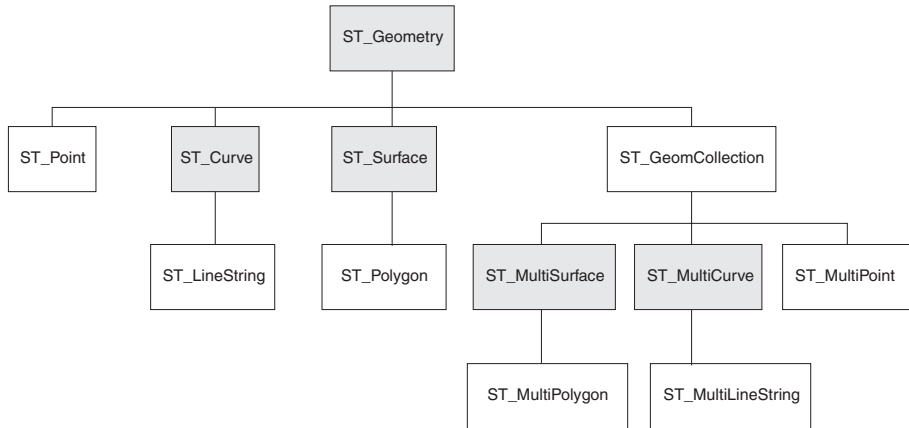 ST_Geometry
ST_Point
ST_Curve
ST_Surface
ST_GeomCollection
ST_LineString
ST_Polygon
ST_MultiSurface
ST_MultiCurve
ST_MultiPoint
ST_MultiPolygon
ST_MultiLineString